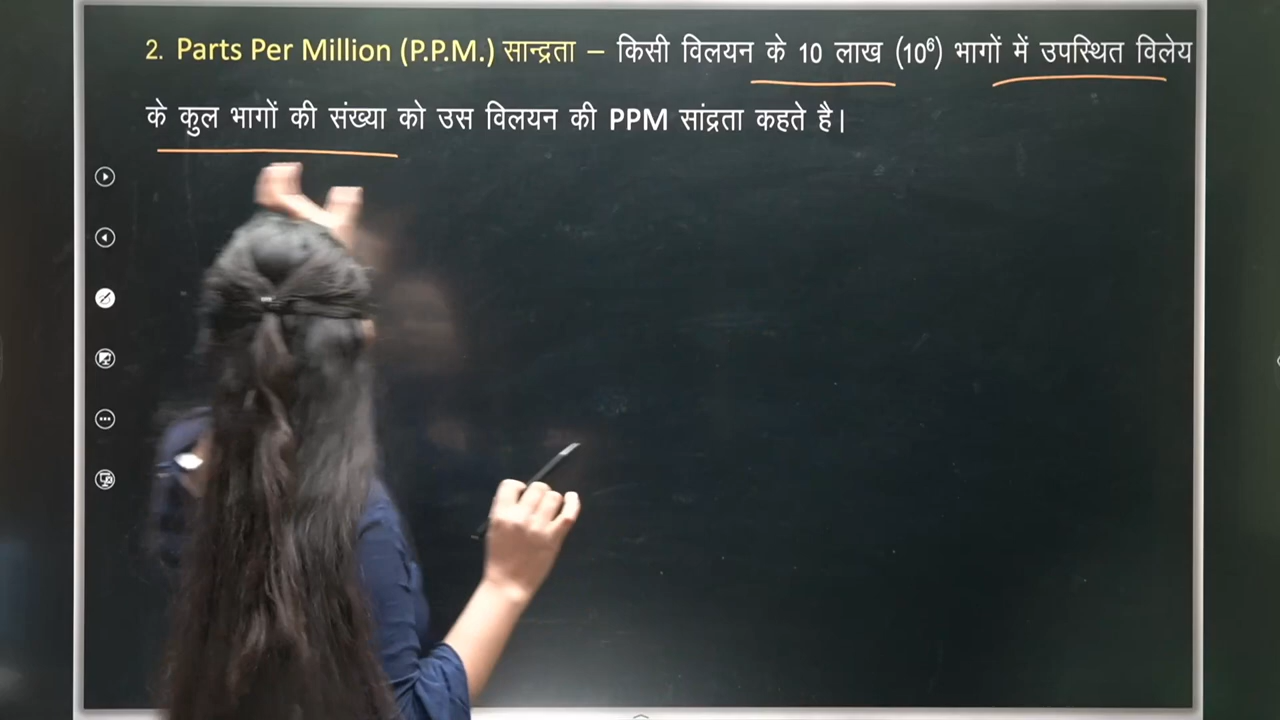 2. Parts Per Million (P.P.M.) सान्द्रता – किसी विलयन के 10 लाख (10⁶) भागों में उपस्थित विलेय
के कुल भागों की संख्या को उस विलयन की PPM सांद्रता कहते है।